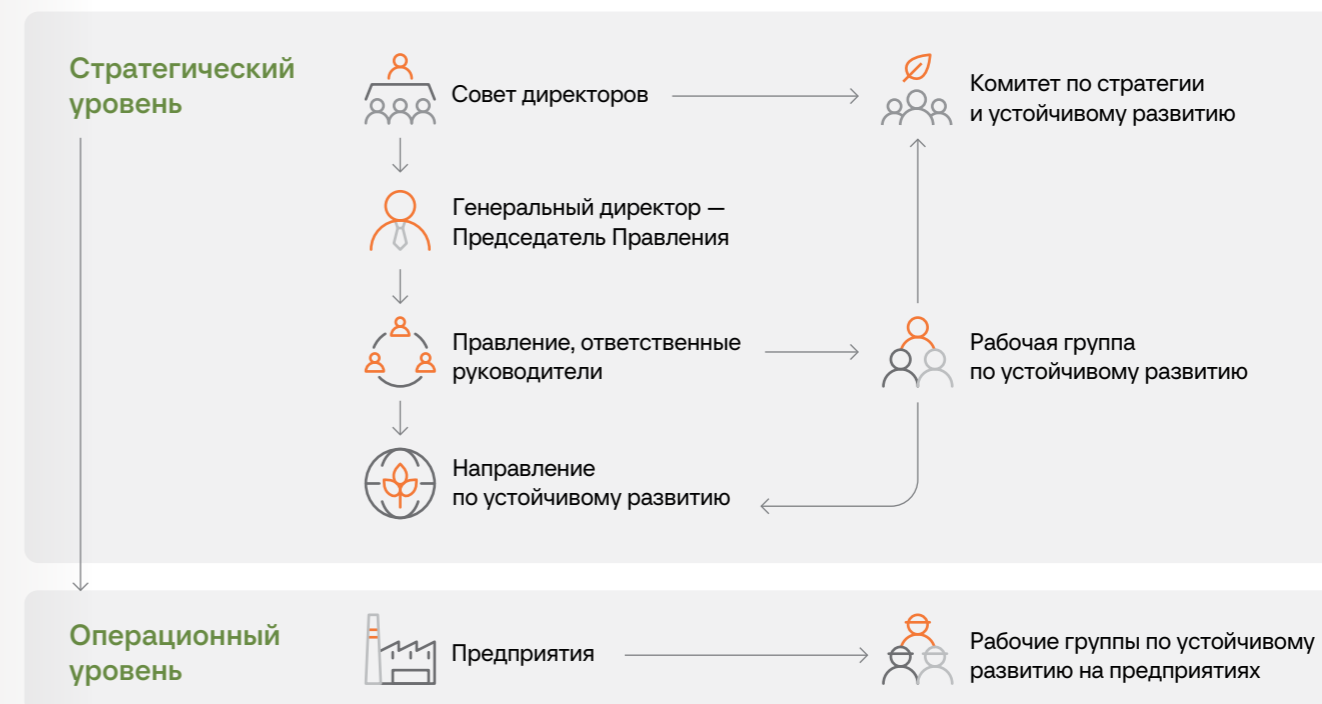 Стратегический
уровень
Совет директоров
Комитет по стратегии
и устойчивому развитию
Генеральный директор —
Председатель Правления
Правление, ответственные
руководители
Рабочая группа
по устойчивому развитию
Направление
по устойчивому развитию
Операционный
уровень
Предприятия
Рабочие группы по устойчивому
развитию на предприятиях